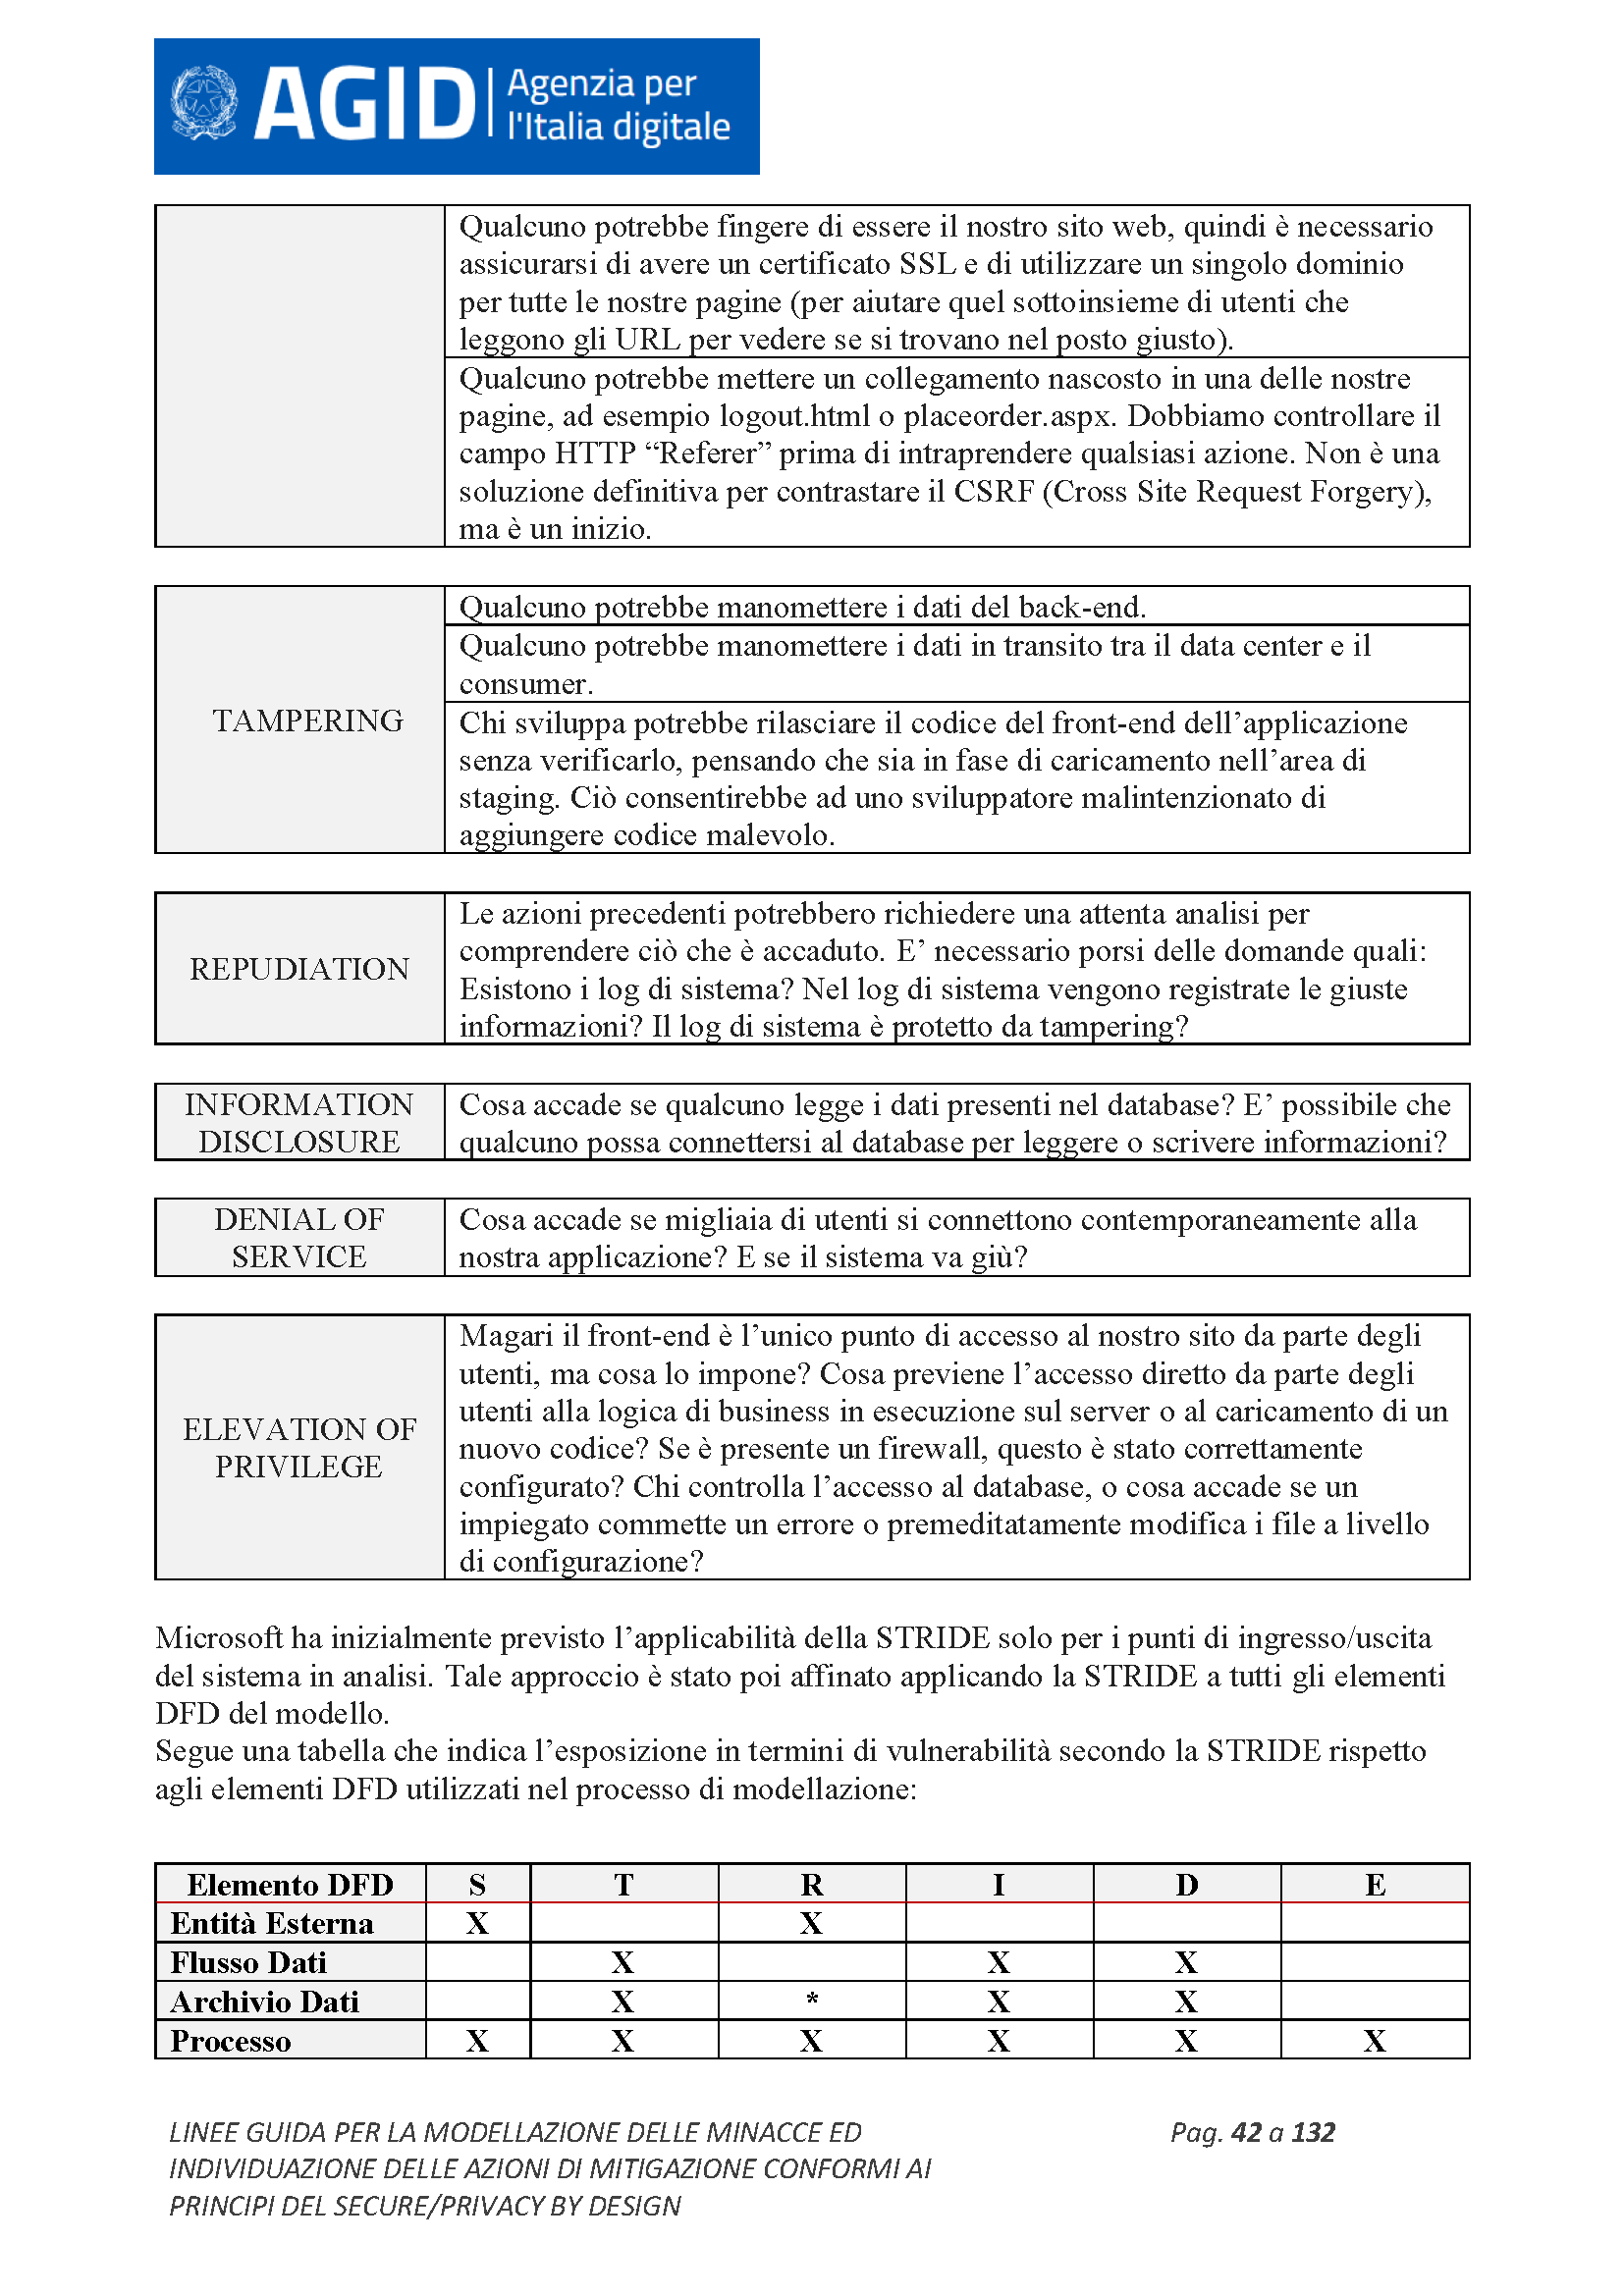 AGID Agenzia per
l'Italia digitale
Qualcuno potrebbe fingere di essere il nostro sito web, quindi è necessario
assicurarsi di avere un certificato SSL e di utilizzare un singolo dominio
per tutte le nostre pagine (per aiutare quel sottoinsieme di utenti che
leggono gli URL per vedere se si trovano nel posto giusto).
Qualcuno potrebbe mettere un collegamento nascosto in una delle nostre
pagine, ad esempio logout.html o placeorder.aspx. Dobbiamo controllare il
campo HTTP “Referer” prima di intraprendere qualsiasi azione. Non è una
soluzione definitiva per contrastare il CSRF (Cross Site Request Forgery),
ma è un inizio.
TAMPERING
Qualcuno potrebbe manomettere i dati del back-end.
Qualcuno potrebbe manomettere i dati in transito tra il data center e il
consumer.
Chi sviluppa potrebbe rilasciare il codice del front-end dell’applicazione
senza verificarlo, pensando che sia in fase di caricamento nell’area di
staging. Ciò consentirebbe ad uno sviluppatore malintenzionato di
aggiungere codice malevolo.
REPUDIATION
Le azioni precedenti potrebbero richiedere una attenta analisi per
comprendere ciò che è accaduto. E’ necessario porsi delle domande quali:
Esistono i log di sistema? Nel log di sistema vengono registrate le giuste
informazioni? Il log di sistema è protetto da tampering?
INFORMATION
DISCLOSURE
Cosa accade se qualcuno legge i dati presenti nel database? E’ possibile che
qualcuno possa connettersi al database per leggere o scrivere informazioni?
DENIAL OF
SERVICE
Cosa accade se migliaia di utenti si connettono contemporaneamente alla
nostra applicazione? E se il sistema va giù?
ELEVATION OF
PRIVILEGE
Magari il front-end è l’unico punto di accesso al nostro sito da parte degli
utenti, ma cosa lo impone? Cosa previene l’accesso diretto da parte degli
utenti alla logica di business in esecuzione sul server o al caricamento di un
nuovo codice? Se è presente un firewall, questo è stato correttamente
configurato? Chi controlla l’accesso al database, o cosa accade se un
impiegato commette un errore o premeditatamente modifica i file a livello
di configurazione?
Microsoft ha inizialmente previsto l’applicabilità della STRIDE solo per i punti di ingresso/uscita
del sistema in analisi. Tale approccio è stato poi affinato applicando la STRIDE a tutti gli elementi
DFD del modello.
Segue una tabella che indica l’esposizione in termini di vulnerabilità secondo la STRIDE rispetto
agli elementi DFD utilizzati nel processo di modellazione:
Elemento DFD S T R I D E
Entità Esterna X X
Flusso Dati X X X
Archivio Dati X * X X
Processo X X X X X X
LINEE GUIDA PER LA MODELLAZIONE DELLE MINACCE ED Pag. 42 a 132
INDIVIDUAZIONE DELLE AZIONI DI MITIGAZIONE CONFORMI AI
PRINCIPI DEL SECURE/PRIVACY BY DESIGN